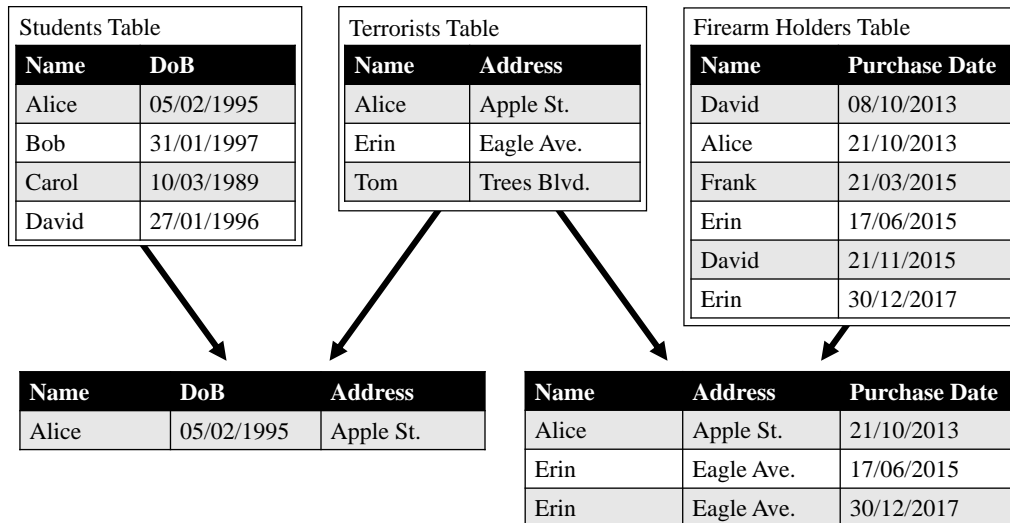 Students Table
Name DoB
Alice 05/02/1995
Bob 31/01/1997
Carol 10/03/1989
David 27/01/1996
Terrorists Table
Name Address
Alice Apple St.
Erin Eagle Ave.
Tom Trees Blvd.
Firearm Holders Table
Name Purchase Date
David 08/10/2013
Alice 21/10/2013
Frank 21/03/2015
Erin 17/06/2015
David 21/11/2015
Erin 30/12/2017
Name DoB Address
Alice 05/02/1995 Apple St.
Name Address Purchase Date
Alice Apple St. 21/10/2013
Erin Eagle Ave. 17/06/2015
Erin Eagle Ave. 30/12/2017